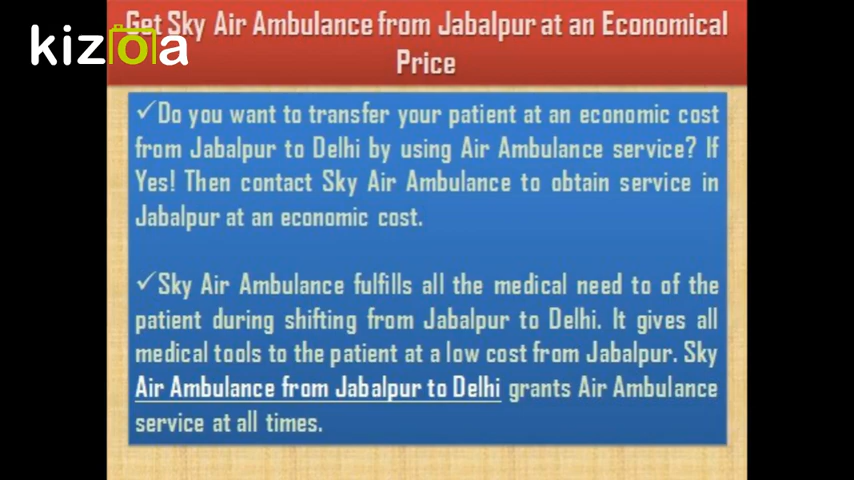 kizoa
Get Sky Air Ambulance from Jabalpur at an Economical
Price
✓Do you want to transfer your patient at an economic cost
from Jabalpur to Delhi by using Air Ambulance service? If
Yes! Then contact Sky Air Ambulance to obtain service in
Jabalpur at an economic cost.
✓Sky Air Ambulance fulfills all the medical need to of the
patient during shifting from Jabalpur to Delhi. It gives all
medical tools to the patient at a low cost from Jabalpur. Sky
Air Ambulance from Jabalpur to Delhi grants Air Ambulance
service at all times.